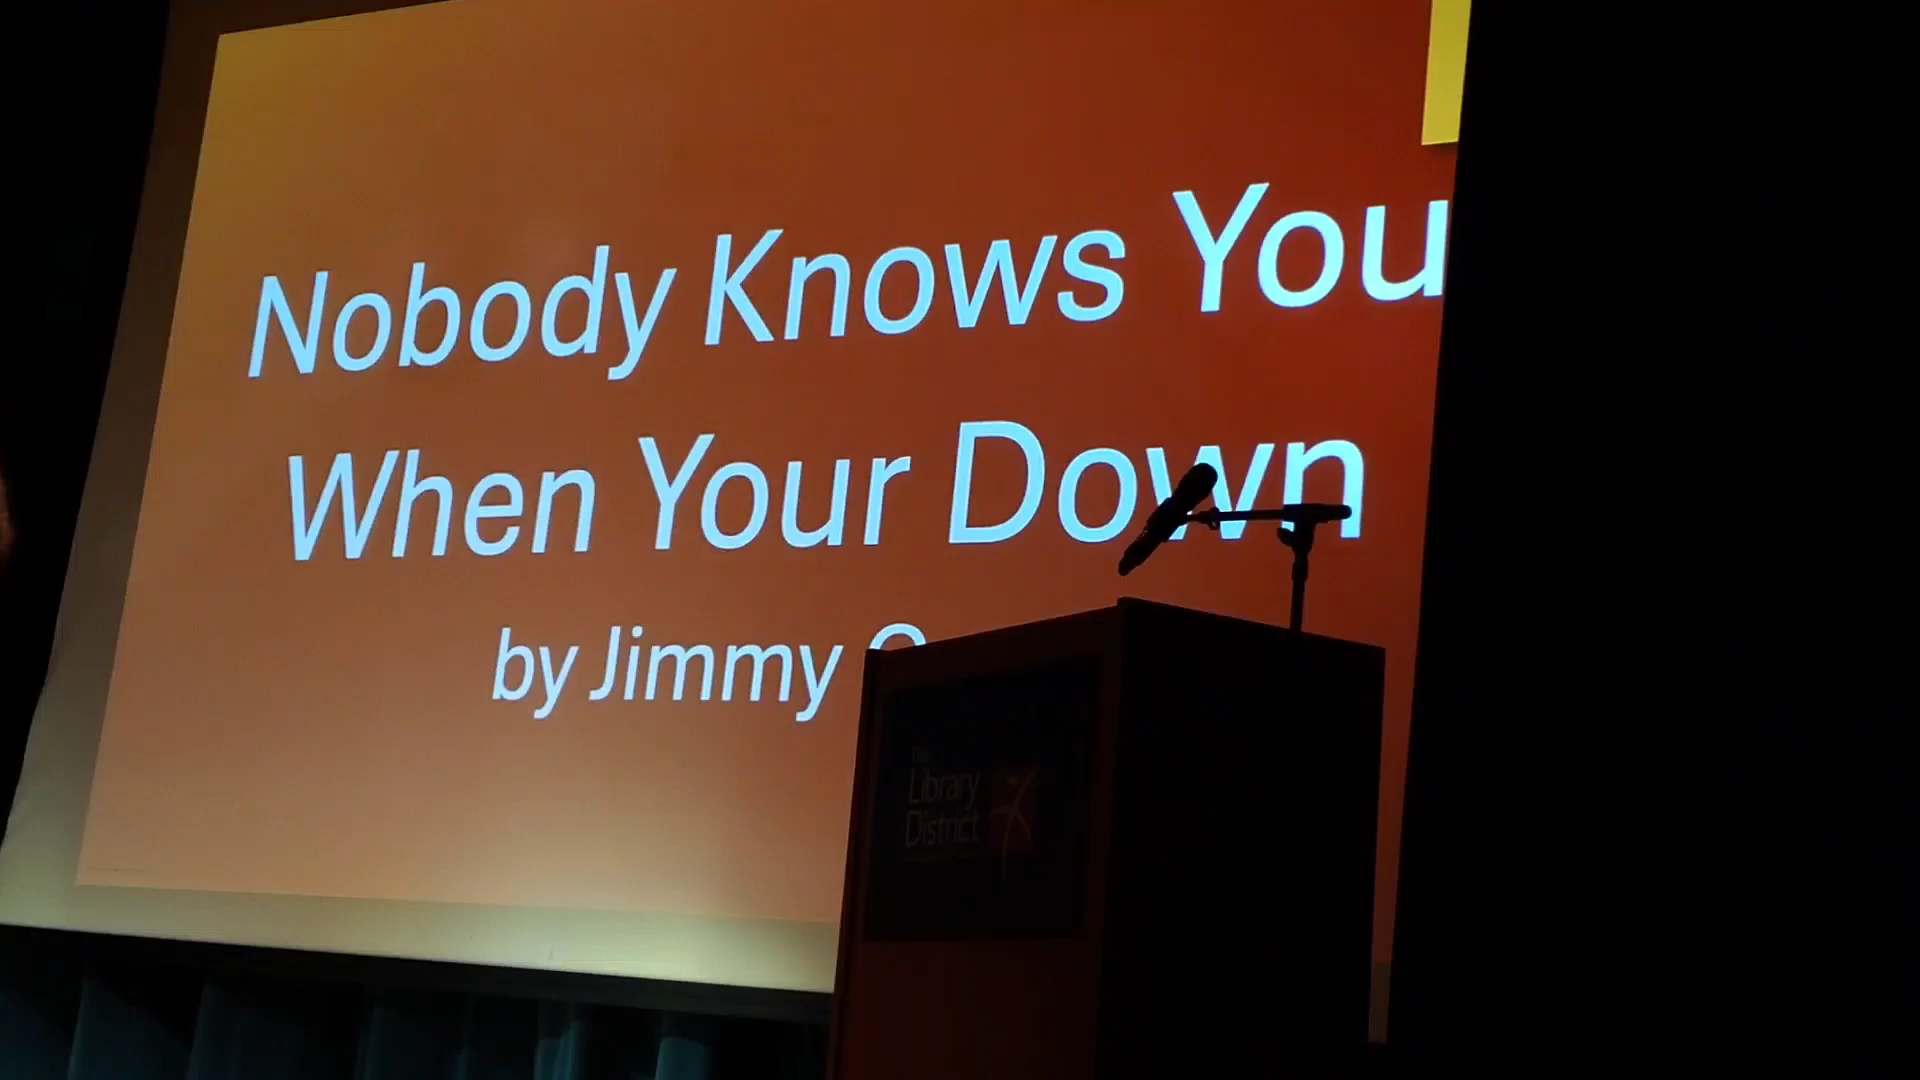 Nobody Knows You
When Your Down
by Jimmy
The
Library
District